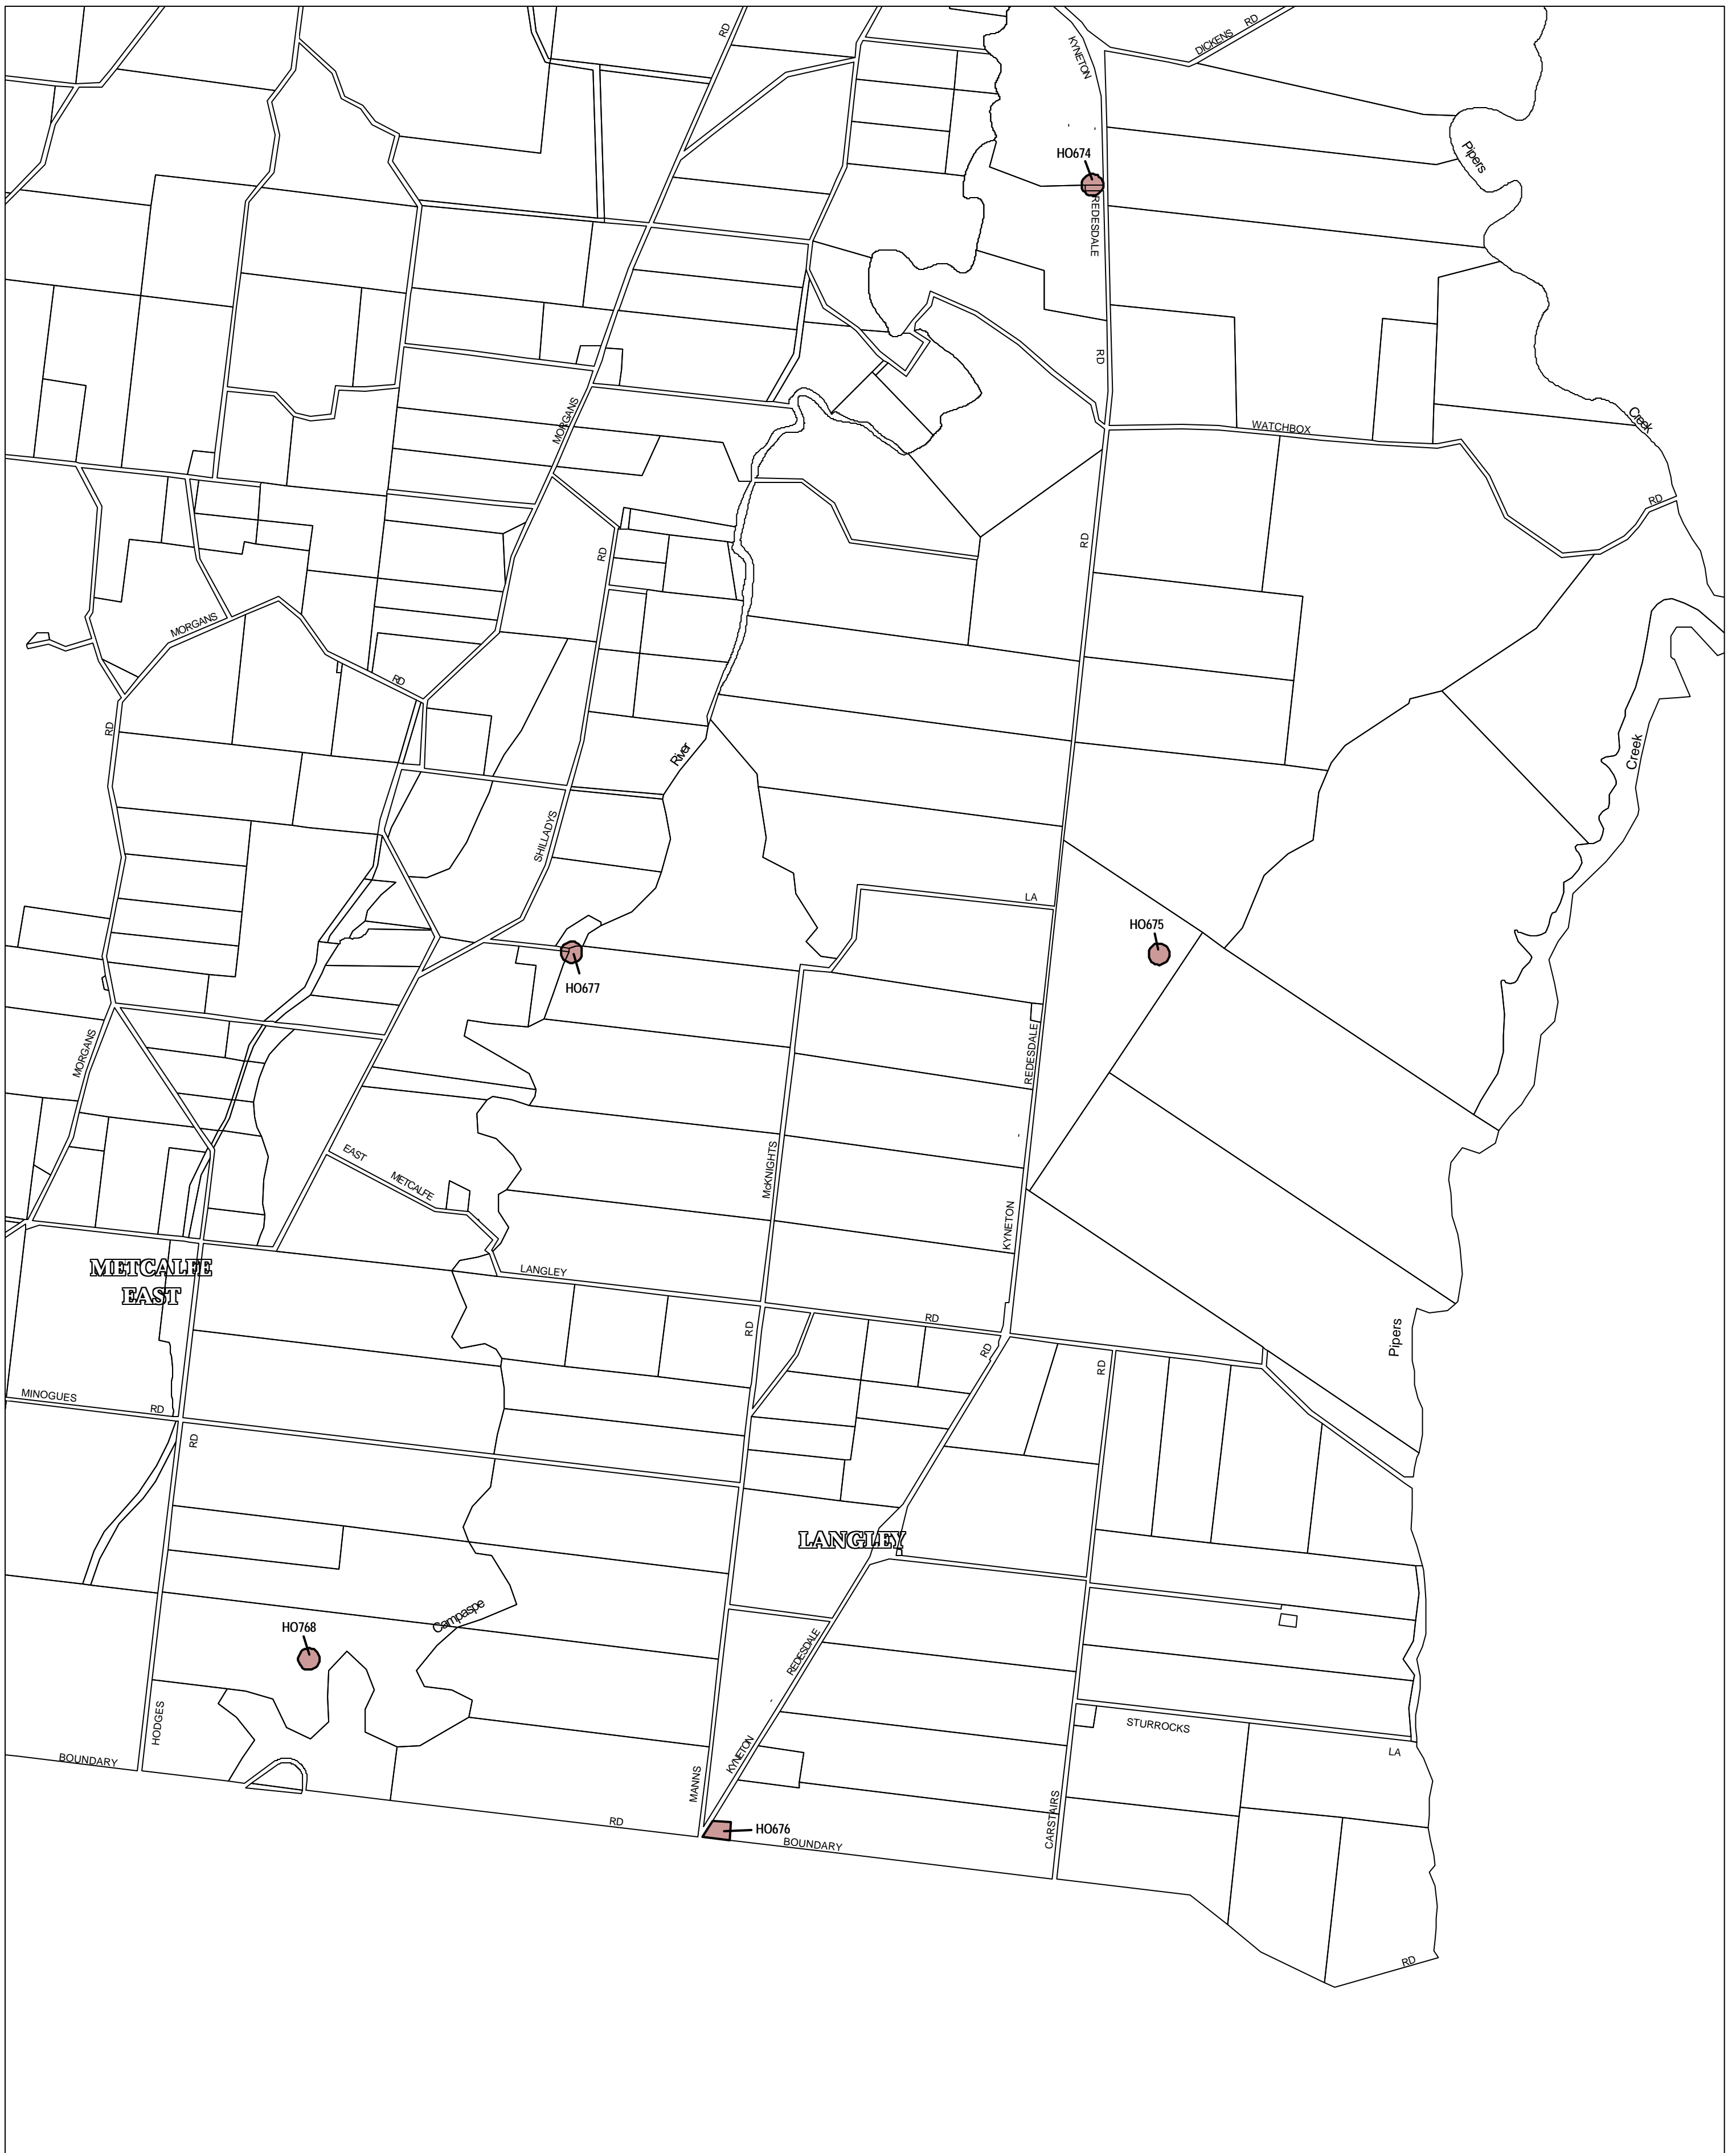 RD
KYNETON
DICKENS RD
HO674
Pipers
REDESDALE
RD
MORGANS
WATCHBOX
Creek
RD
RD
RD
MORGANS
RD
RD
River
Creek
SHILLADYS
LA
HO675
HO677
MORGANS
REDESDALE
EAST
METCALFE
McKNIGHTS
KYNETON
METCALFE
EAST
LANGLEY
RD
RD
RD
RD
Pipers
MINOGUES
RD
RD
LANGLEY
Campaspe
HO768
REDESDALE
HODGES
STURROCKS
LA
BOUNDARY
KYNETON
MANNS
RD
CARSTAIRS
HO676
BOUNDARY
RD